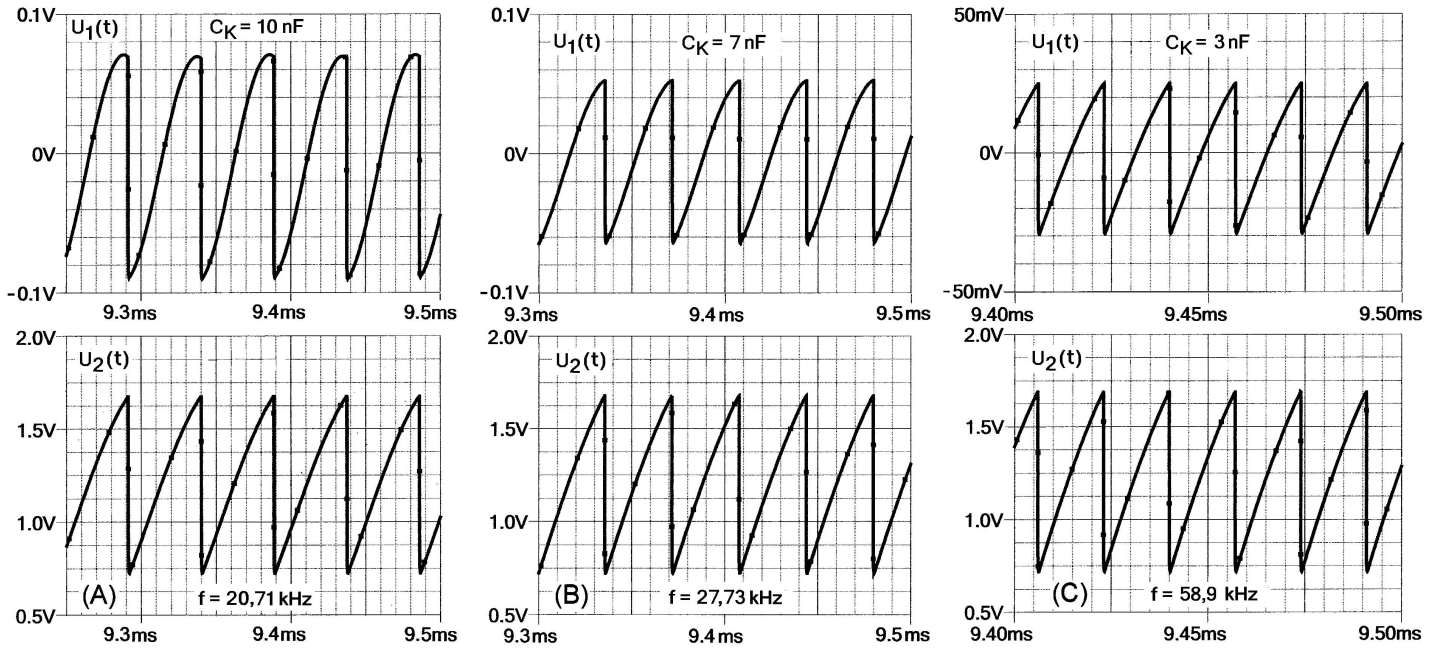 0.1V
U1(t)
CK = 10 nF
0V
-0.1V
9.3ms
9.4ms
9.5ms
2.0V
U2(t)
1.5V
1.0V
(A)
f = 20,71 kHz
0.5V
9.3ms
9.4ms
9.5ms
0.1V
U1(t)
CK = 7 nF
0V
-0.1V
9.3ms
9.4ms
9.5ms
2.0V
U2(t)
1.5V
1.0V
(B)
f = 27,73 kHz
0.5V
9.3ms
9.4ms
9.5ms
50mV
U1(t)
CK = 3 nF
0V
-50mV
9.40ms
9.45ms
9.50ms
2.0V
U2(t)
1.5V
1.0V
(C)
f = 58,9 kHz
0.5V
9.40ms
9.45ms
9.50ms